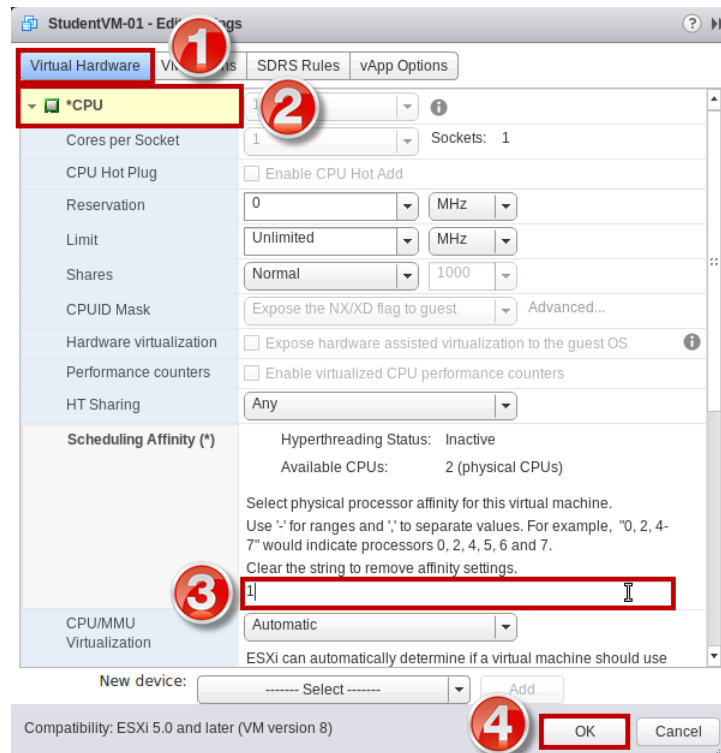 StudentVM-01 - Edit
1
Virtual Hardware SDRS Rules vApp Options
*CPU 2
Cores per Socket 1 Sockets: 1
CPU Hot Plug Enable CPU Hot Add
Reservation 0 MHz
Limit Unlimited MHz
Shares Normal 1000
CPUID Mask Expose the NX/XD flag to guest Advanced...
Hardware virtualization Expose hardware assisted virtualization to the guest OS
Performance counters Enable virtualized CPU performance counters
HT Sharing Any
Scheduling Affinity (*) Hyperthreading Status: Inactive
Available CPUs: 2 (physical CPUs)
Select physical processor affinity for this virtual machine.
Use '-' for ranges and ',' to separate values. For example, "0, 2, 4-
7" would indicate processors 0, 2, 4, 5, 6 and 7.
Clear the string to remove affinity settings.
3 1
CPU/MMU Automatic
Virtualization
ESXi can automatically determine if a virtual machine should use
New device: ------- Select ------- Add
Compatibility: ESXi 5.0 and later (VM version 8) 4 OK Cancel